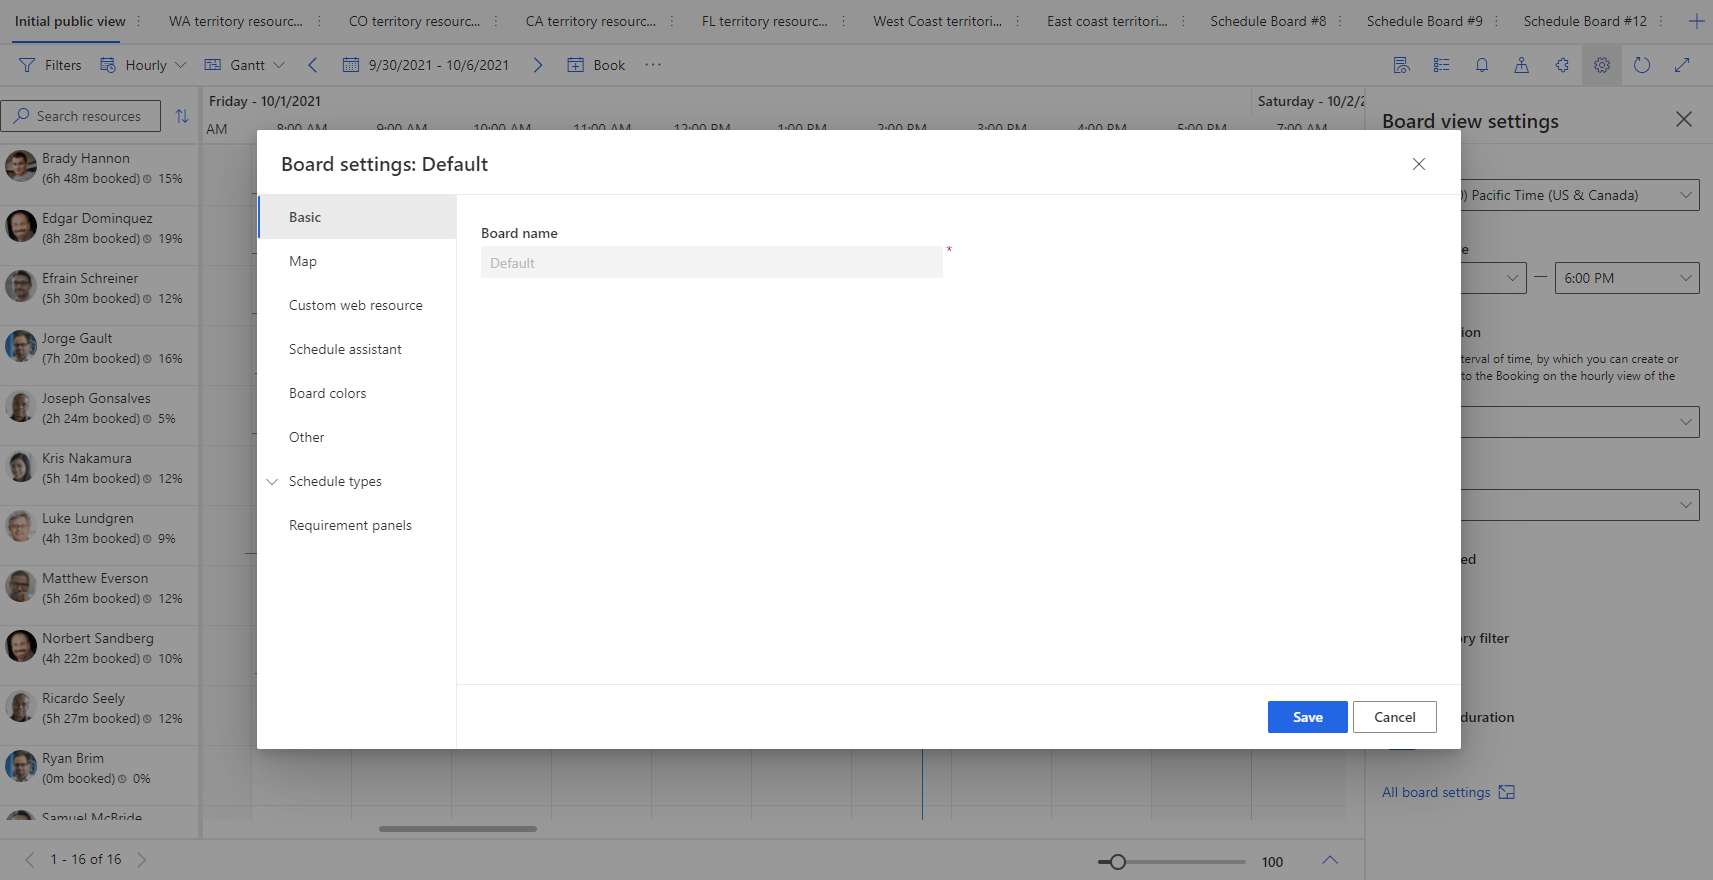 Initial public view
WA territory resourc...
CO territory resourc...
CA territory resourc...
FL territory resourc...
West Coast territori...
East coast territori...
Schedule Board #8
Schedule Board #9
Schedule Board #12
Filters
Hourly
Gantt
9/30/2021 - 10/6/2021
Book
Search resources
Friday - 10/1/2021
Saturday - 10/2/2
AM
8:00 AM
9:00 AM
10:00 AM
11:00 AM
12:00 PM
1:00 PM
2:00 PM
3:00 PM
4:00 PM
5:00 PM
7:00 AM
Brady Hannon
(6h 48m booked) 15%
Edgar Dominquez
(8h 28m booked) 19%
Efrain Schreiner
(5h 30m booked) 12%
Jorge Gault
(7h 20m booked) 16%
Joseph Gonsalves
(2h 24m booked) 5%
Kris Nakamura
(5h 14m booked) 12%
Luke Lundgren
(4h 13m booked) 9%
Matthew Everson
(5h 26m booked) 12%
Norbert Sandberg
(4h 22m booked) 10%
Ricardo Seely
(5h 27m booked) 12%
Ryan Brim
(0m booked) 0%
Samuel McBride
1 - 16 of 16
100
Board settings: Default
Basic
Map
Custom web resource
Schedule assistant
Board colors
Other
Schedule types
Requirement panels
Board name
*
Default
Save
Cancel
Board view settings
) Pacific Time (US & Canada)
e
— 6:00 PM
ion
terval of time, by which you can create or
to the Booking on the hourly view of the
ed
ry filter
duration
All board settings